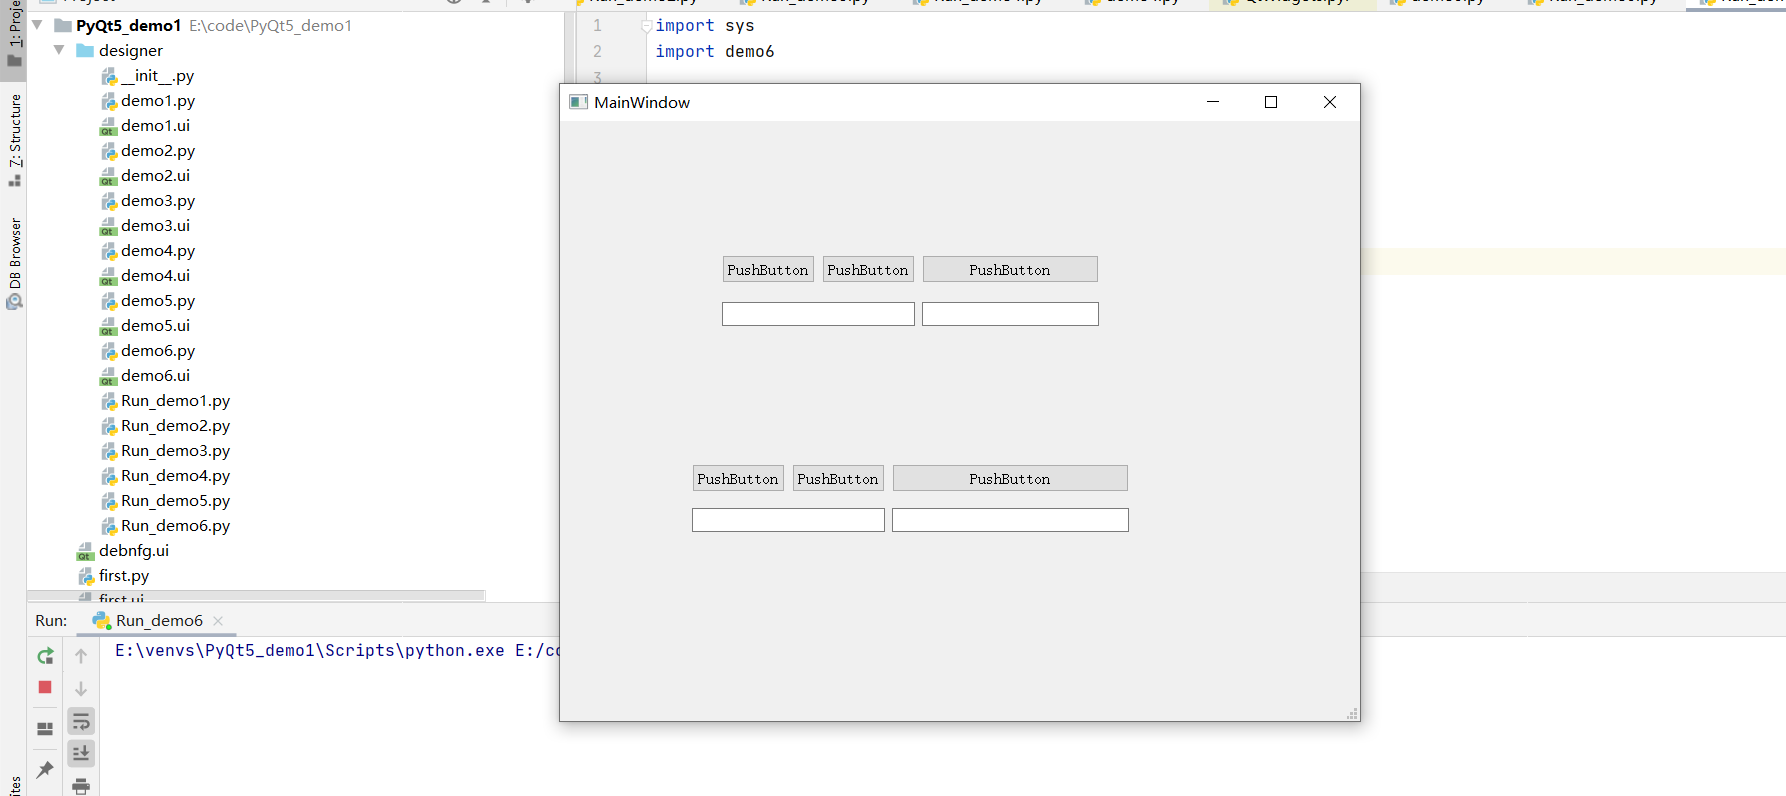 1: Proje
Z: Structure
DB Browser
PyQt5_demo1 E:\code\PyQt5_demo1
designer
__init__.py
demo1.py
demo1.ui
demo2.py
demo2.ui
demo3.py
demo3.ui
demo4.py
demo4.ui
demo5.py
demo5.ui
demo6.py
demo6.ui
Run_demo1.py
Run_demo2.py
Run_demo3.py
Run_demo4.py
Run_demo5.py
Run_demo6.py
debnfg.ui
first.py
first.ui
1 import sys
2 import demo6
3
MainWindow
PushButton PushButton PushButton
PushButton PushButton PushButton
Run: Run_demo6
E:\venvs\PyQt5_demo1\Scripts\python.exe E:/co